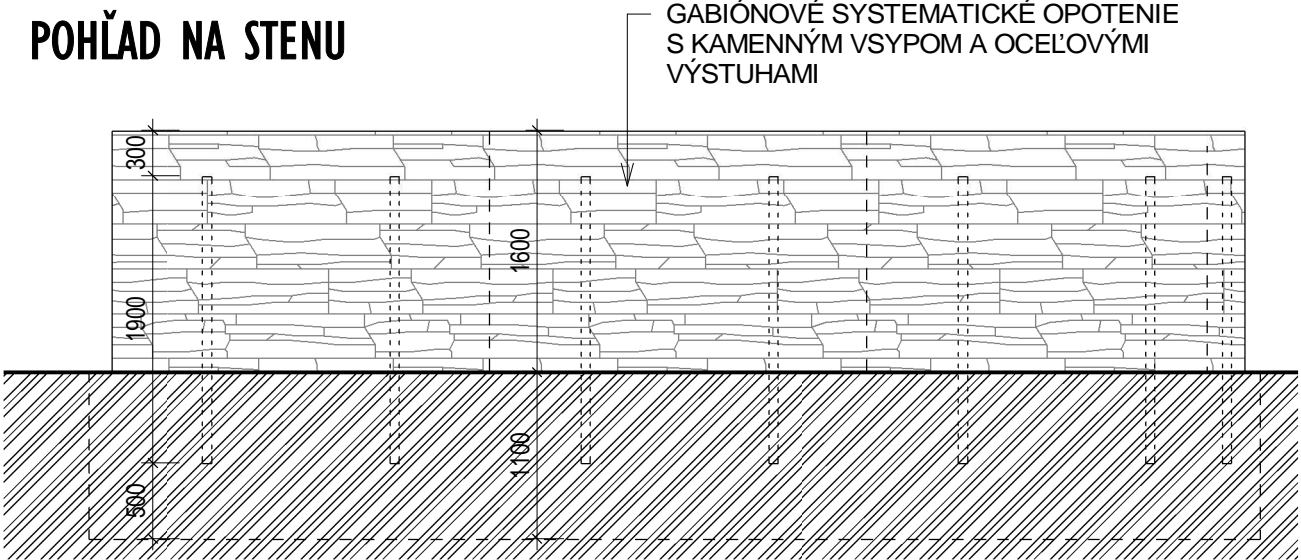 POHĽAD NA STENU
GABIÓNOVÉ SYSTEMATICKÉ OPOTENIE
S KAMENNÝM VSYPOM A OCEĽOVÝMI
VÝSTUHAMI
300
1600
1900
1100
500